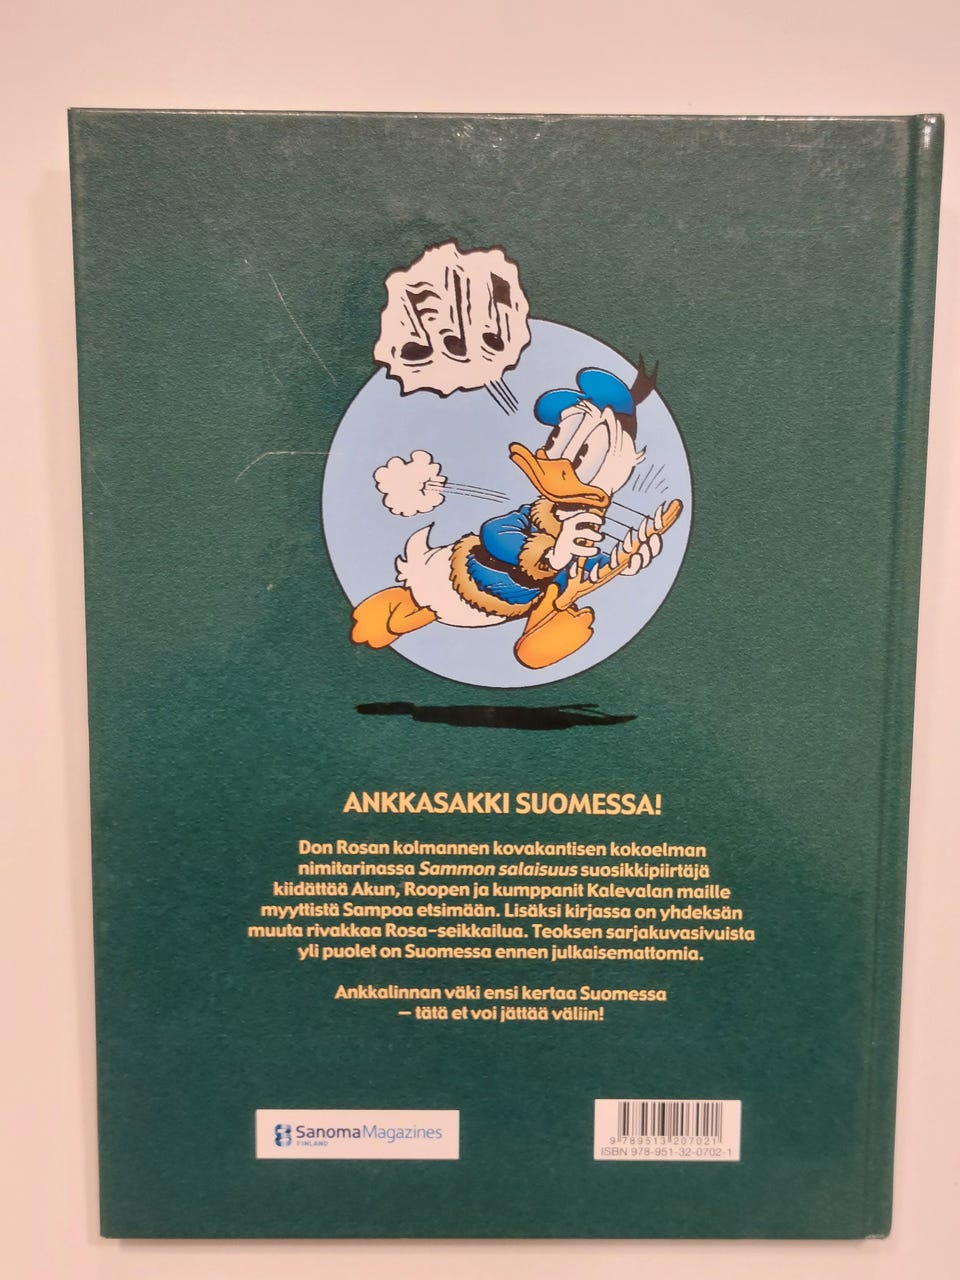 ANKKASAKKI SUOMESSA!
Don Rosan kolmannen kovakantisen kokoelman
nimitarinassa Sammon salaisuus suosikkipiirtäjä
kiidättää Akun, Roopen ja kumppanit Kalevalan maille
myyttistä Sampoa etsimään. Lisäksi kirjassa on yhdeksän
muuta rivakkaa Rosa-seikkailua. Teoksen sarjakuvasivuista
yli puolet on Suomessa ennen julkaisemattomia.
Ankkalinnan väki ensi kertaa Suomessa
– tätä et voi jättää väliin!
SanomaMagazines
FINLAND
9 789513 207021
ISBN 978-951-32-0702-1